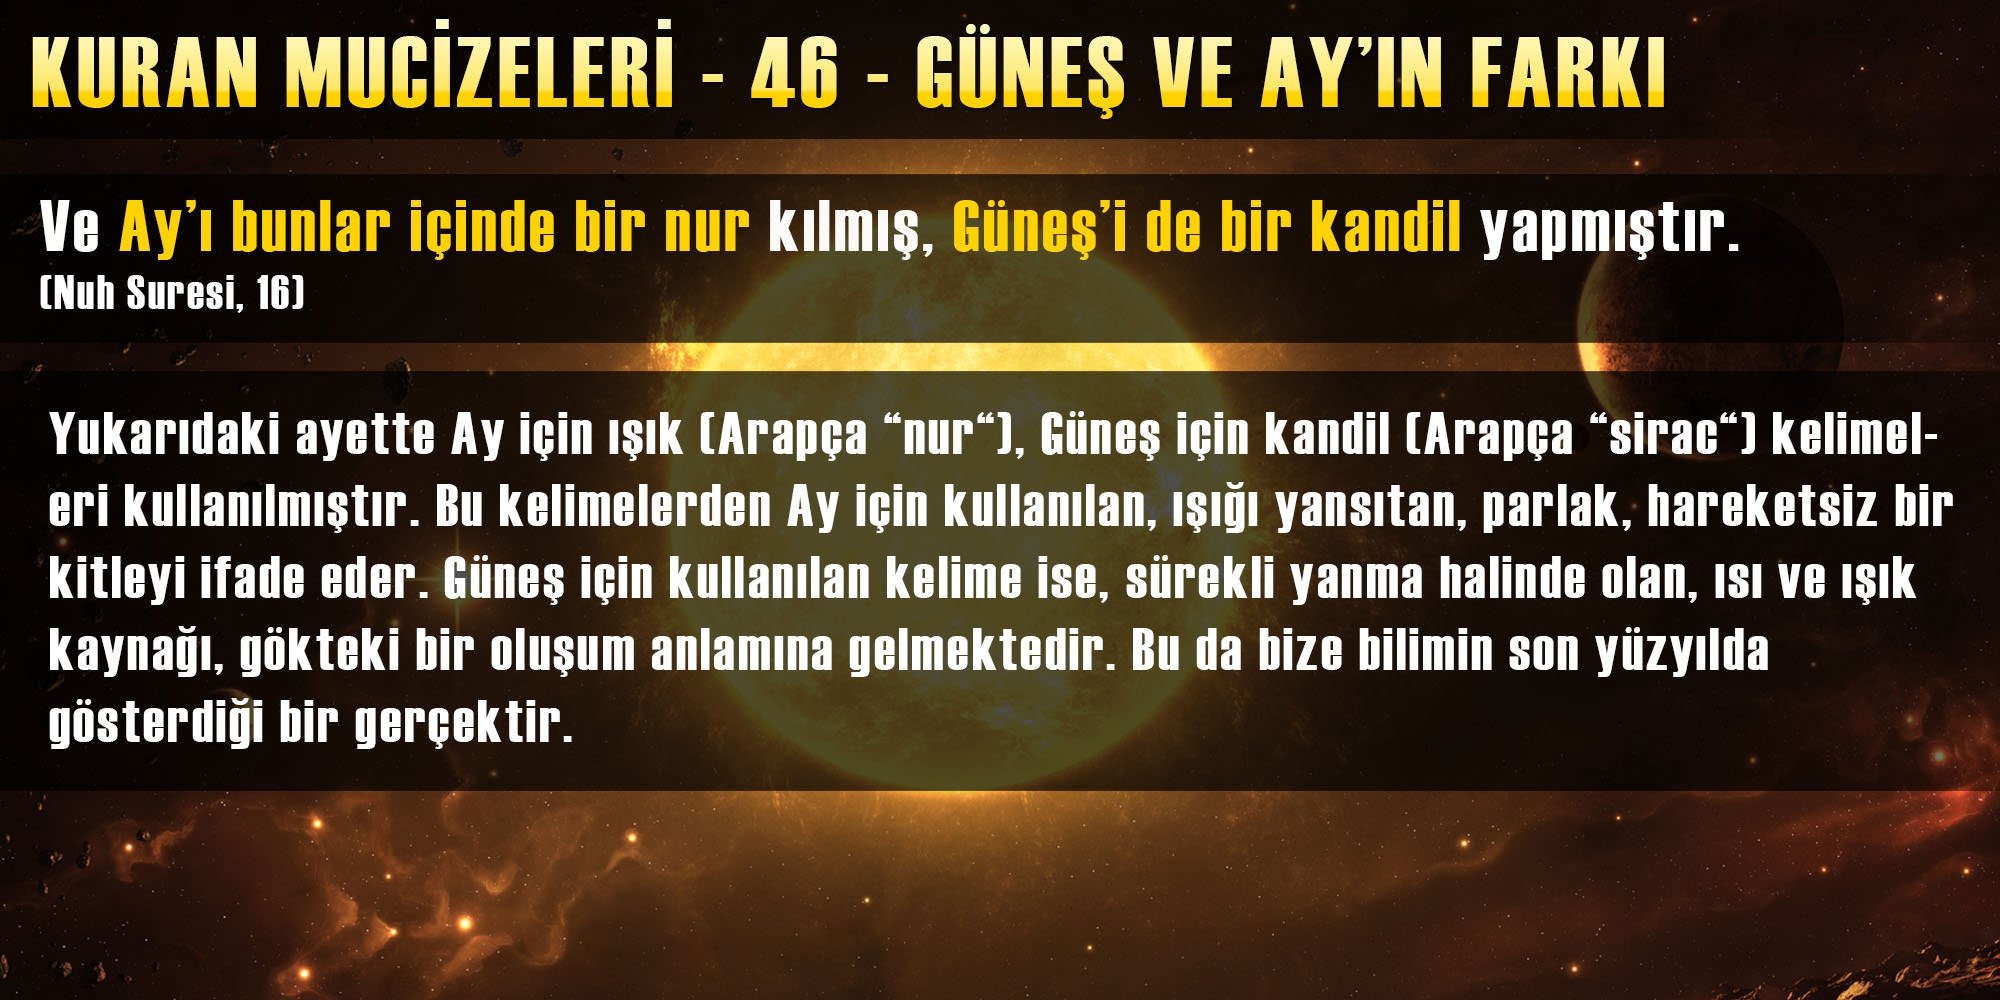 KURAN MUCİZELERİ - 46 - GÜNEŞ VE AY'IN FARKI
Ve Ay'ı bunlar içinde bir nur kılmış, Güneş'i de bir kandil yapmıştır.
(Nuh Suresi, 16)
Yukarıdaki ayette Ay için ışık (Arapça “nur“), Güneş için kandil (Arapça “sirac“) kelimel-
eri kullanılmıştır. Bu kelimelerden Ay için kullanılan, ışığı yansıtan, parlak, hareketsiz bir
kitleyi ifade eder. Güneş için kullanılan kelime ise, sürekli yanma halinde olan, ısı ve ışık
kaynağı, gökteki bir oluşum anlamına gelmektedir. Bu da bize bilimin son yüzyılda
gösterdiği bir gerçektir.